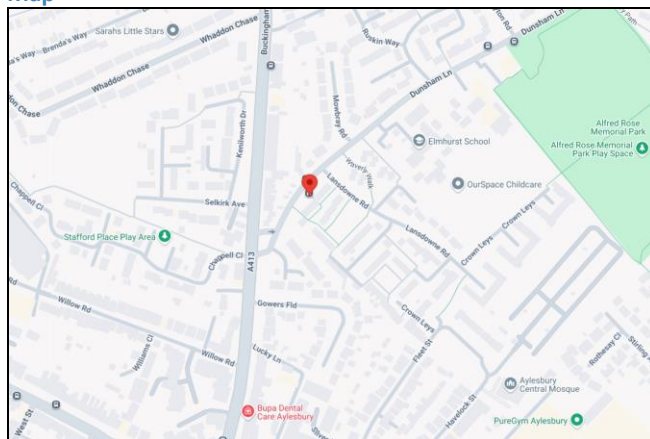 Sarahs Little Stars
Brenda's Way
Whaddon Chase
Whaddon Chase
Buckingham
Ruskin Way
Dunsham Ln
Dunsham Ln
Mowbray Rd
Kenilworth Dr
Elmhurst School
Alfred Rose
Memorial Park
Alfred Rose Memorial
Park Play Space
Waverly Walk
OurSpace Childcare
Lansdowne Rd
Selkirk Ave
Crown Leys
Chappell Cl
Stafford Place Play Area
Lansdowne Rd
Crown Leys
Chappell Cl
A413
Willow Rd
Gowers Fld
Crown Leys
Fleet St
Williams Cl
Willow Rd
Lucky Ln
Rothesay Cl
Stirling
Aylesbury
Central Mosque
West St
Havelock St
Bupa Dental
Care Aylesbury
PureGym Aylesbury